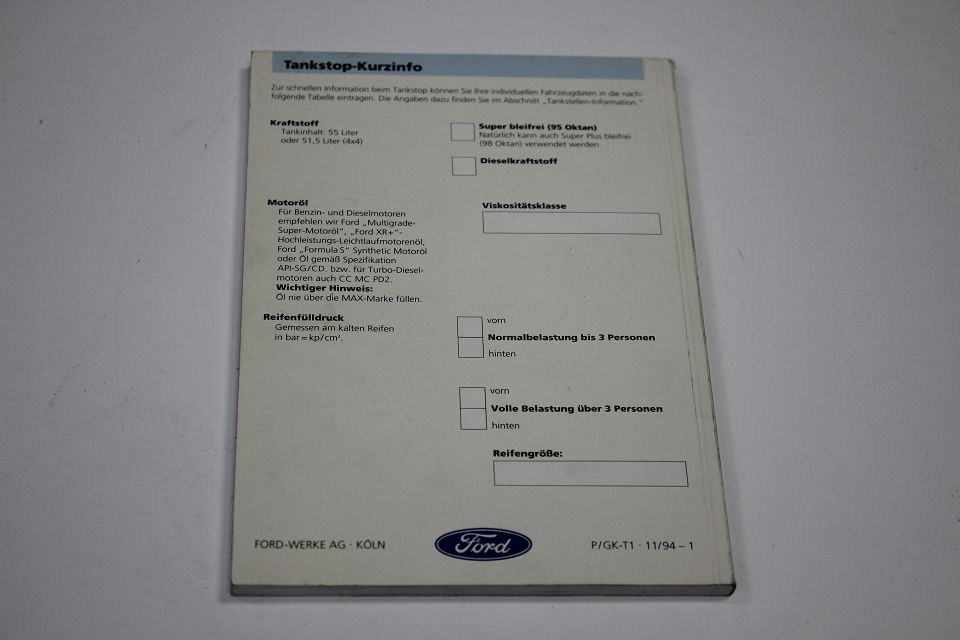 Tankstop-Kurzinfo
Zur schnellen Information beim Tankstop können Sie Ihre individuellen Fahrzeugdaten in die nach-
folgende Tabelle eintragen. Die Angaben dazu finden Sie im Abschnitt „Tankstellen-Information."
Kraftstoff
Tankinhalt: 55 Liter
oder 51,5 Liter (4x4)
Super bleifrei (95 Oktan)
Natürlich kann auch Super Plus bleifrei
(98 Oktan) verwendet werden.
Dieselkraftstoff
Motoröl
Für Benzin- und Dieselmotoren
empfehlen wir Ford „Multigrade-
Super-Motoröl", „Ford XR+"-
Hochleistungs-Leichtlaufmotorenöl,
Ford „Formula S" Synthetic Motoröl
oder Öl gemäß Spezifikation
API-SG/CD. bzw. für Turbo-Diesel-
motoren auch CC MC PD2.
Wichtiger Hinweis:
Öl nie über die MAX-Marke füllen.
Viskositätsklasse
Reifenfülldruck
Gemessen am kalten Reifen
in bar = kp/cm².
vorn
Normalbelastung bis 3 Personen
hinten
vorn
Volle Belastung über 3 Personen
hinten
Reifengröße:
FORD-WERKE AG · KÖLN
Ford
P/GK-T1 · 11/94 – 1